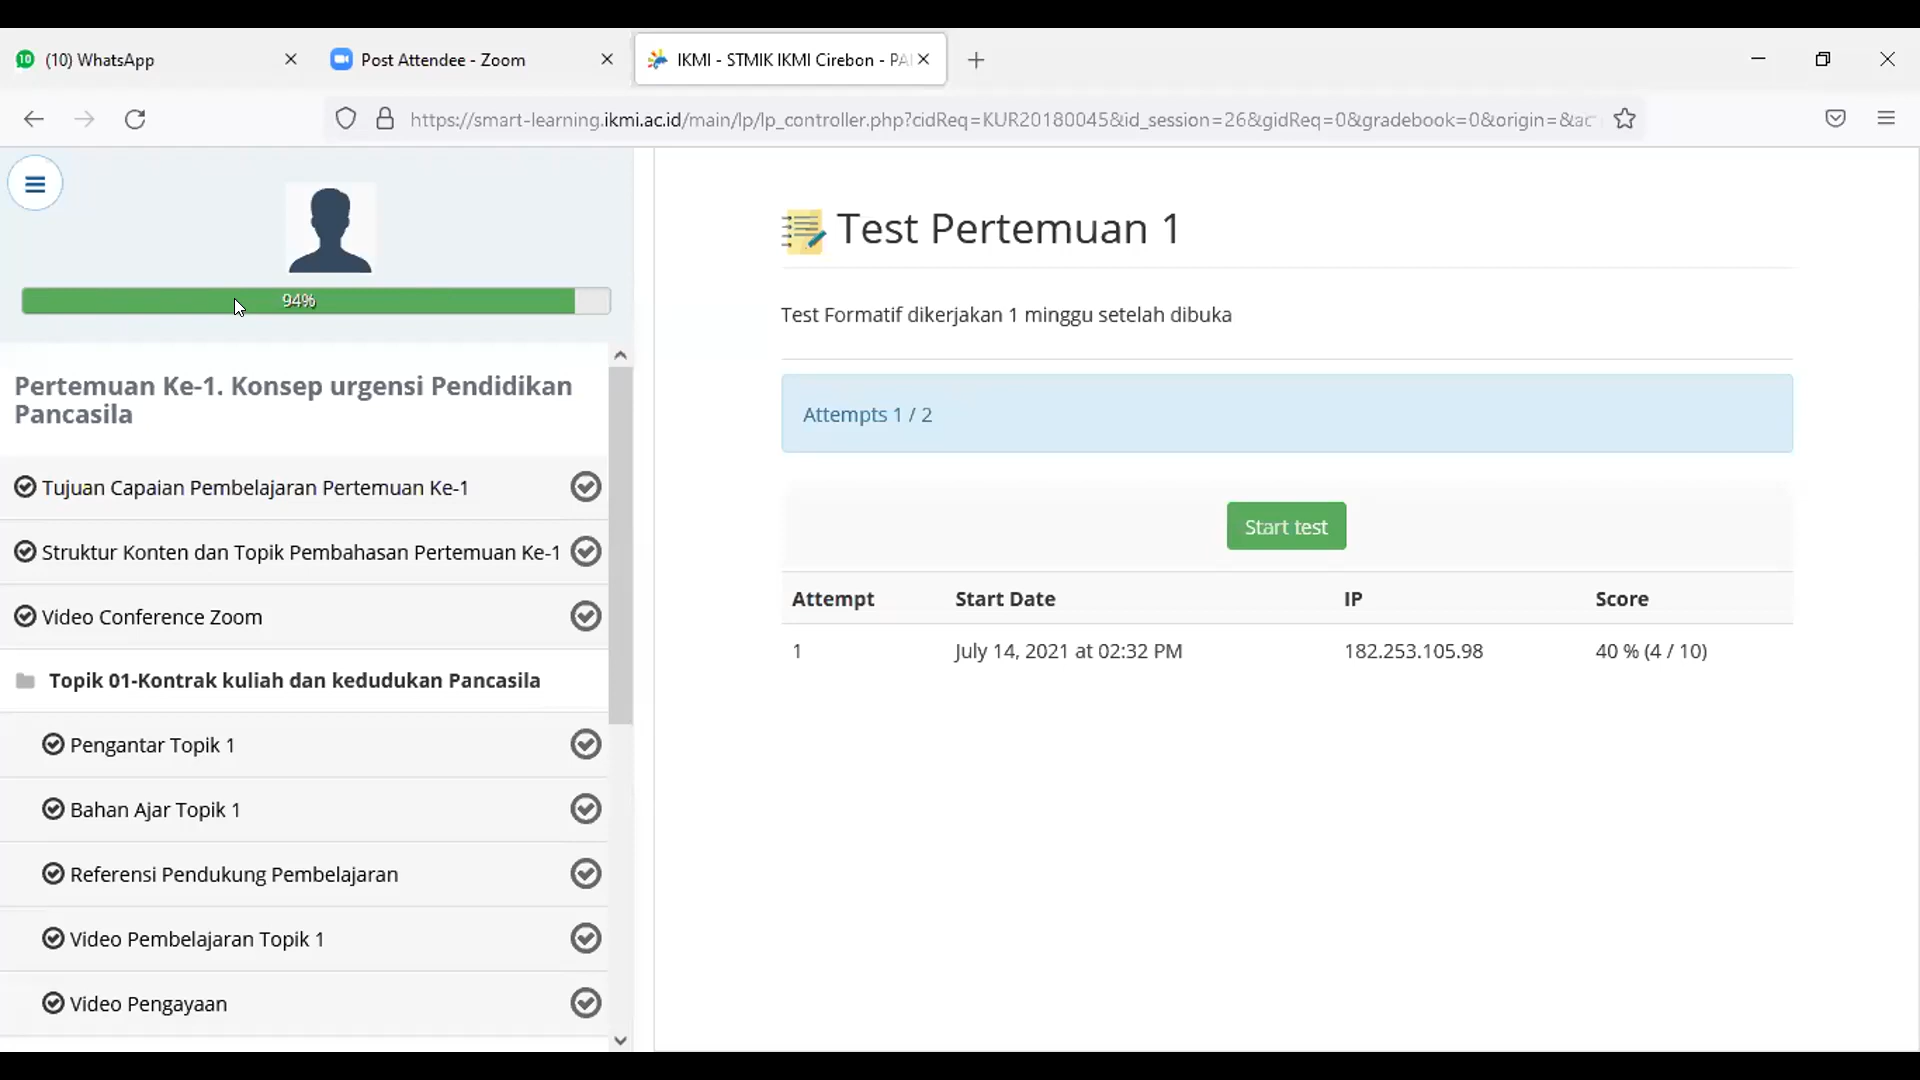 10 (10) WhatsApp
Post Attendee - Zoom
IKMI - STMIK IKMI Cirebon - PA
https://smart-learning.ikmi.ac.id/main/lp/lp_controller.php?cidReq=KUR20180045&id_session=26&gidReq=0&gradebook=0&origin=&ac
94%
Pertemuan Ke-1. Konsep urgensi Pendidikan
Pancasila
Tujuan Capaian Pembelajaran Pertemuan Ke-1
Struktur Konten dan Topik Pembahasan Pertemuan Ke-1
Video Conference Zoom
Topik 01-Kontrak kuliah dan kedudukan Pancasila
Pengantar Topik 1
Bahan Ajar Topik 1
Referensi Pendukung Pembelajaran
Video Pembelajaran Topik 1
Video Pengayaan
Test Pertemuan 1
Test Formatif dikerjakan 1 minggu setelah dibuka
Attempts 1 / 2
Start test
Attempt Start Date IP Score
1 July 14, 2021 at 02:32 PM 182.253.105.98 40 % (4 / 10)